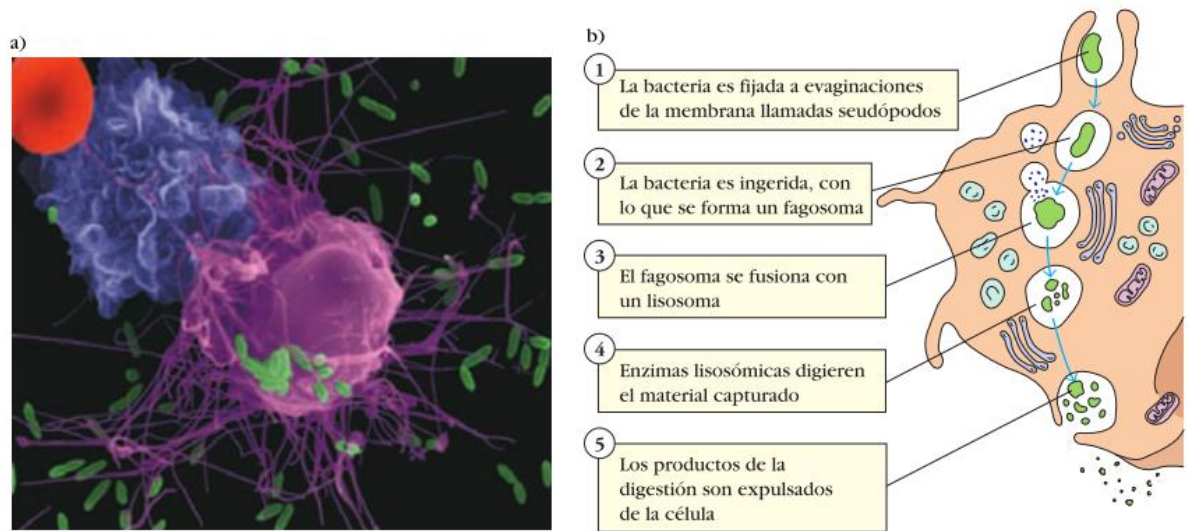 a)
b)
1
La bacteria es fijada a evaginaciones
de la membrana llamadas seudópodos
2
La bacteria es ingerida, con
lo que se forma un fagosoma
3
El fagosoma se fusiona con
un lisosoma
4
Enzimas lisosómicas digieren
el material capturado
5
Los productos de la
digestión son expulsados
de la célula